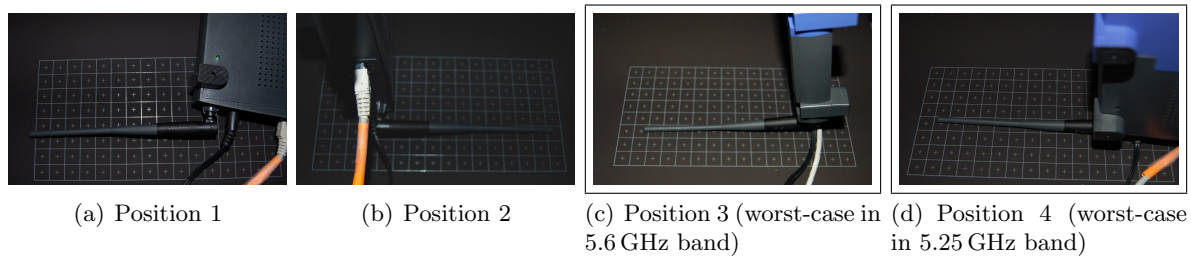 (a) Position 1
(b) Position 2
(c) Position 3 (worst-case in
5.6 GHz band)
(d) Position 4 (worst-case
in 5.25 GHz band)